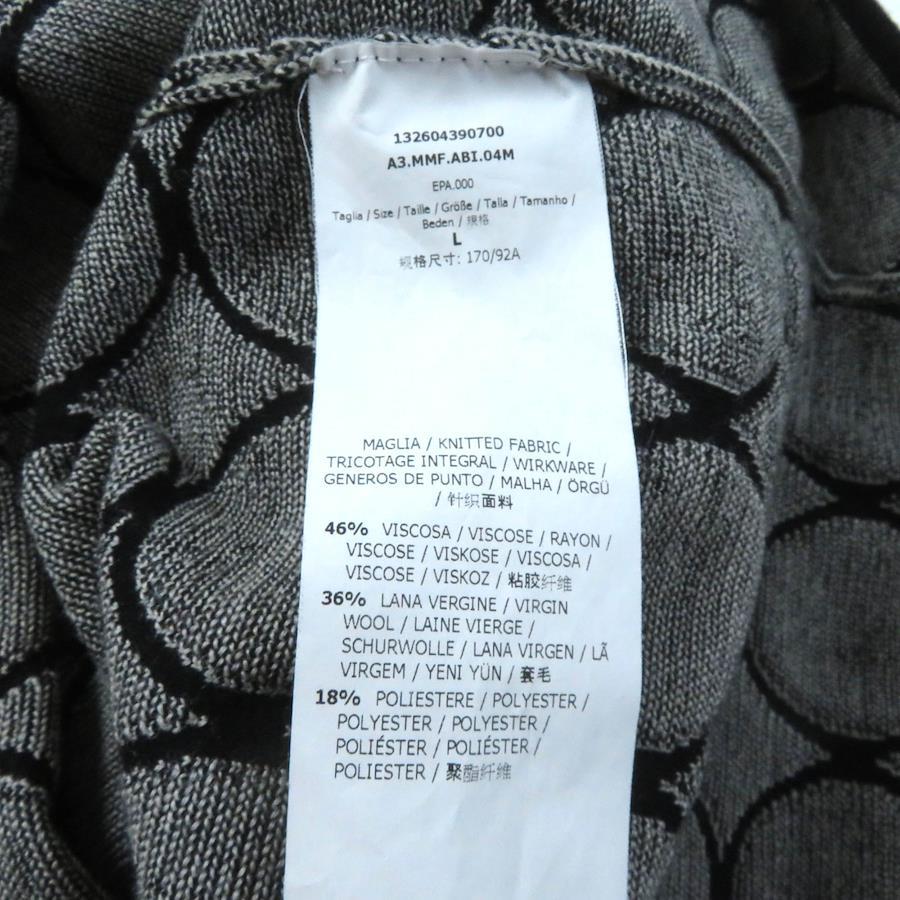 132604390700
A3.MMF.ABI.04M
EPA.000
Taglia / Size / Taille / Größe / Talla / Tamanho /
Beden / 规格
L
规格尺寸: 170/92A
MAGLIA / KNITTED FABRIC /
TRICOTAGE INTEGRAL / WIRKWARE /
GENEROS DE PUNTO / MALHA / ÖRGÜ
/ 针织面料
46% VISCOSA / VISCOSE / RAYON /
VISCOSE / VISKOSE / VISCOSA /
VISCOSE / VISKOZ / 粘胶纤维
36% LANA VERGINE / VIRGIN
WOOL / LAINE VIERGE /
SCHURWOLLE / LANA VIRGEN / LÃ
VIRGEM / YENI YÜN / 套毛
18% POLIESTERE / POLYESTER /
POLYESTER / POLYESTER /
POLIÉSTER / POLIÉSTER /
POLIESTER / 聚酯纤维